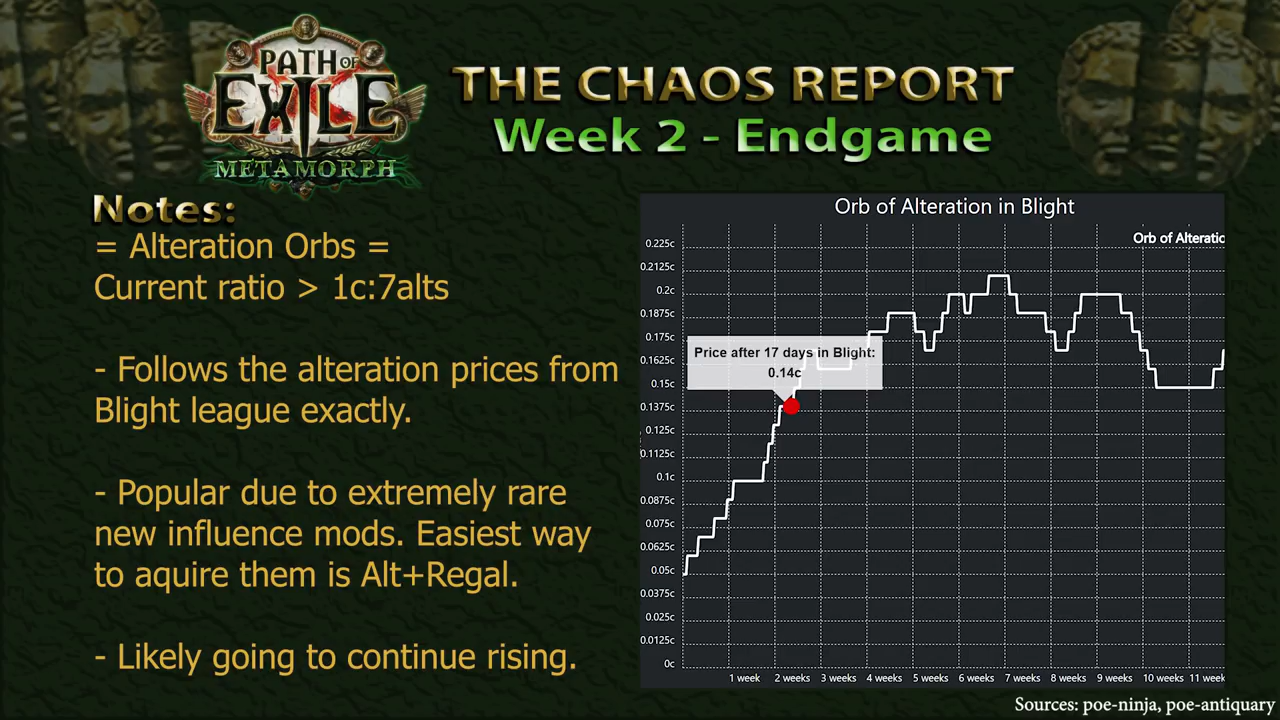 PATH OF
EXILE
METAMORPH
THE CHAOS REPORT
Week 2 - Endgame
Notes:
= Alteration Orbs =
Current ratio > 1c:7alts
- Follows the alteration prices from
Blight league exactly.
- Popular due to extremely rare
new influence mods. Easiest way
to aquire them is Alt+Regal.
- Likely going to continue rising.
Orb of Alteration in Blight
Orb of Alteratic
0.225c
0.2125c
0.2c
0.1875c
0.175c
0.1625c
0.15c
0.1375c
0.125c
0.1125c
0.1c
0.0875c
0.075c
0.0625c
0.05c
0.0375c
0.025c
0.0125c
0c
Price after 17 days in Blight:
0.14c
1 week 2 weeks 3 weeks 4 weeks 5 weeks 6 weeks 7 weeks 8 weeks 9 weeks 10 weeks 11 week
Sources: poe-ninja, poe-antiquary